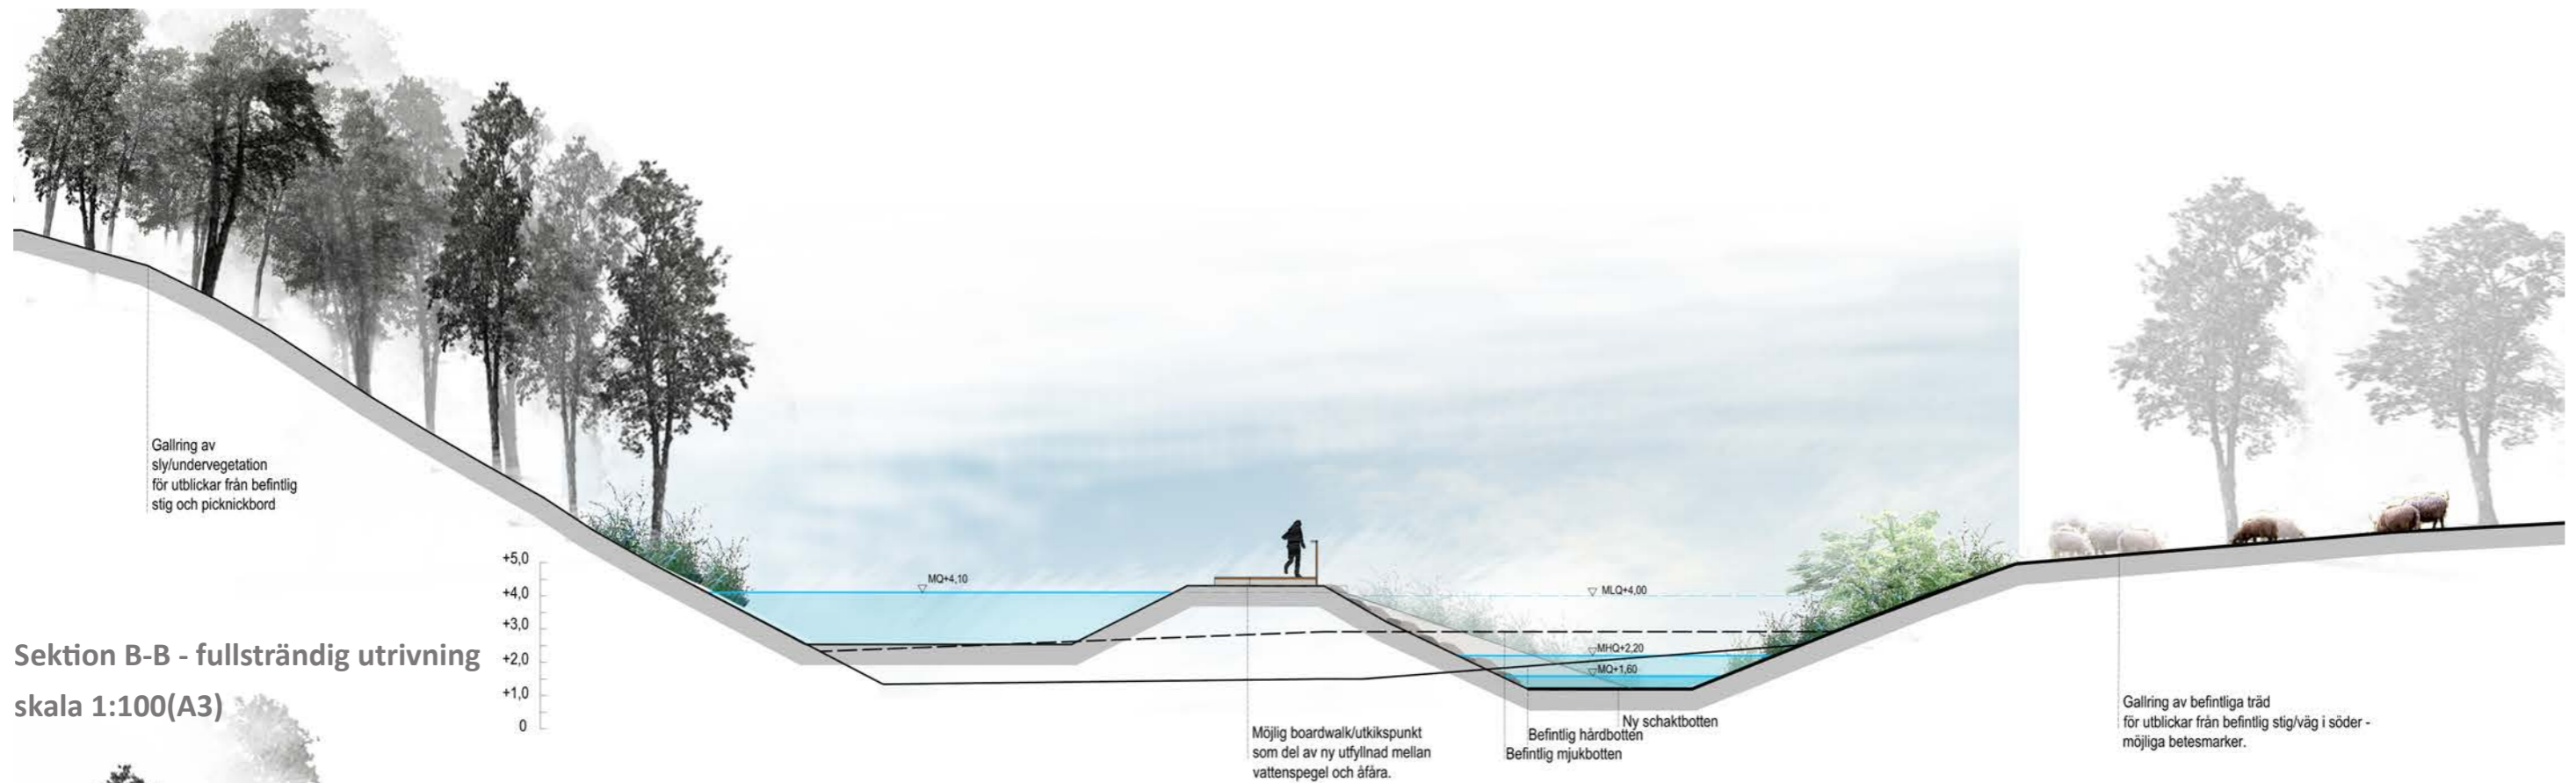 Gallring av
sly/undervegetation
för utblickar från befintlig
stig och picknickbord
+5,0
+4,0
+3,0
+2,0
+1,0
0
MQ+4,10
MLQ+4,00
MHQ+2,20
MQ+1,60
Sektion B-B - fullsträndig utrivning
skala 1:100(A3)
Möjlig boardwalk/utkikspunkt
som del av ny utfyllnad mellan
vattenspegel och åfåra.
Ny schaktbotten
Befintlig hårdbotten
Befintlig mjukbotten
Gallring av befintliga träd
för utblickar från befintlig stig/väg i söder -
möjliga betesmarker.